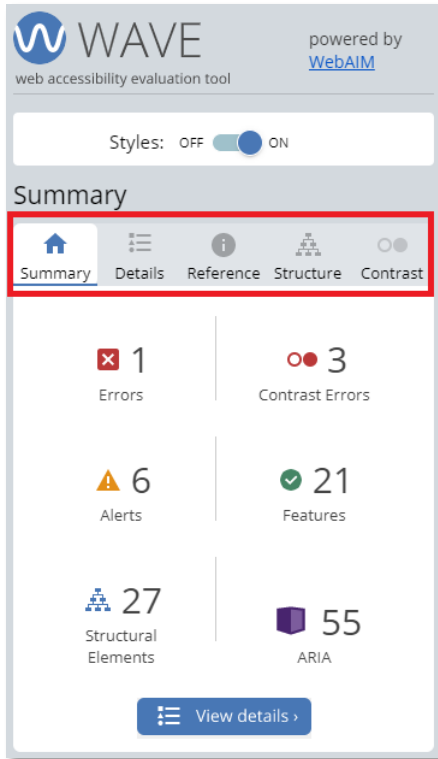 WAVE
web accessibility evaluation tool
powered by
WebAIM
Styles: OFF ON
Summary
Summary Details Reference Structure Contrast
1 3
Errors Contrast Errors
6 21
Alerts Features
27 55
Structural
Elements ARIA
View details ›